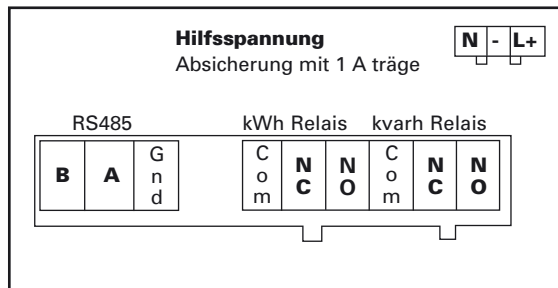 Hilfsspannung
N - L+
Absicherung mit 1 A träge
RS485 kWh Relais kvarh Relais
B A Gnd Com NC NO Com NC NO